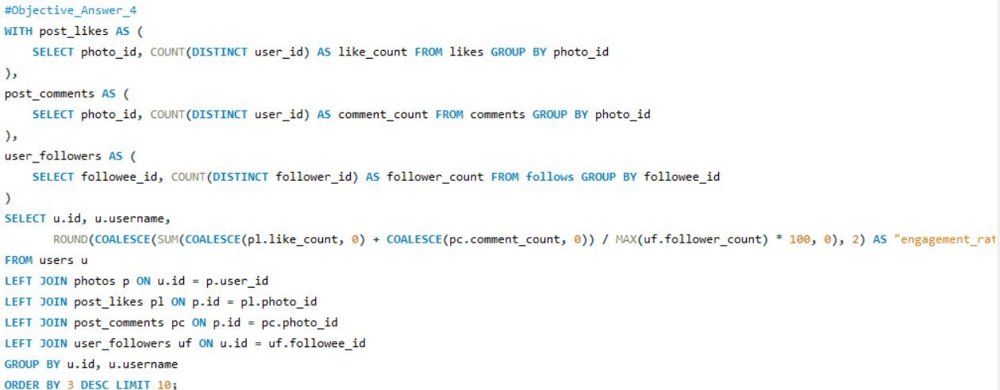 #Objective_Answer_4
WITH post_likes AS (
    SELECT photo_id, COUNT(DISTINCT user_id) AS like_count FROM likes GROUP BY photo_id
),
post_comments AS (
    SELECT photo_id, COUNT(DISTINCT user_id) AS comment_count FROM comments GROUP BY photo_id
),
user_followers AS (
    SELECT followee_id, COUNT(DISTINCT follower_id) AS follower_count FROM follows GROUP BY followee_id
)
SELECT u.id, u.username,
       ROUND(COALESCE(SUM(COALESCE(pl.like_count, 0) + COALESCE(pc.comment_count, 0)) / MAX(uf.follower_count) * 100, 0), 2) AS "engagement_rat
FROM users u
LEFT JOIN photos p ON u.id = p.user_id
LEFT JOIN post_likes pl ON p.id = pl.photo_id
LEFT JOIN post_comments pc ON p.id = pc.photo_id
LEFT JOIN user_followers uf ON u.id = uf.followee_id
GROUP BY u.id, u.username
ORDER BY 3 DESC LIMIT 10;